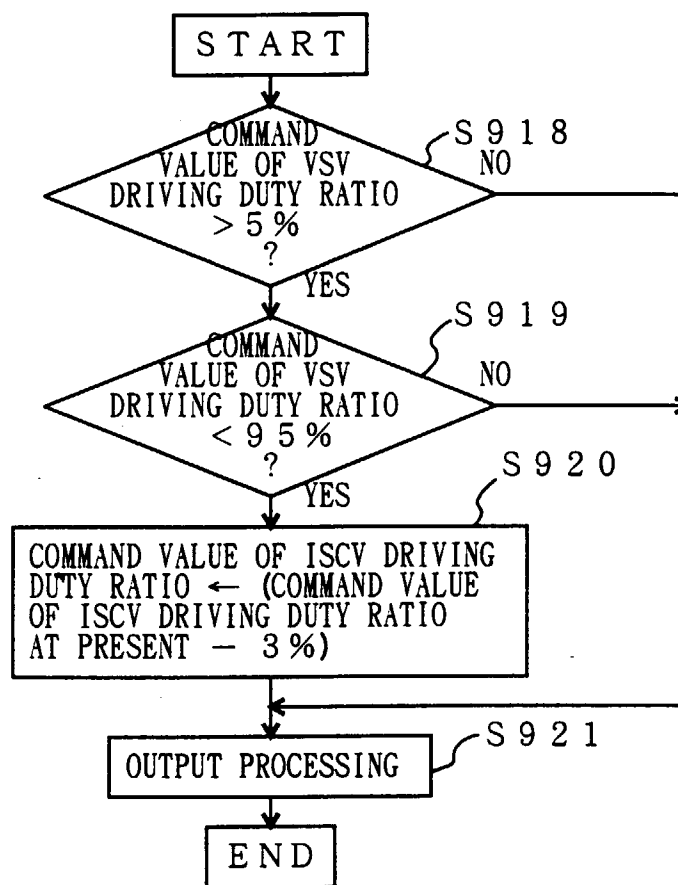 START
S918
COMMAND
VALUE OF VSV
DRIVING DUTY RATIO
>5%
?
NO
YES
S919
COMMAND
VALUE OF VSV
DRIVING DUTY RATIO
<95%
?
NO
YES
S920
COMMAND VALUE OF ISCV DRIVING
DUTY RATIO ← (COMMAND VALUE
OF ISCV DRIVING DUTY RATIO
AT PRESENT − 3%)
S921
OUTPUT PROCESSING
END